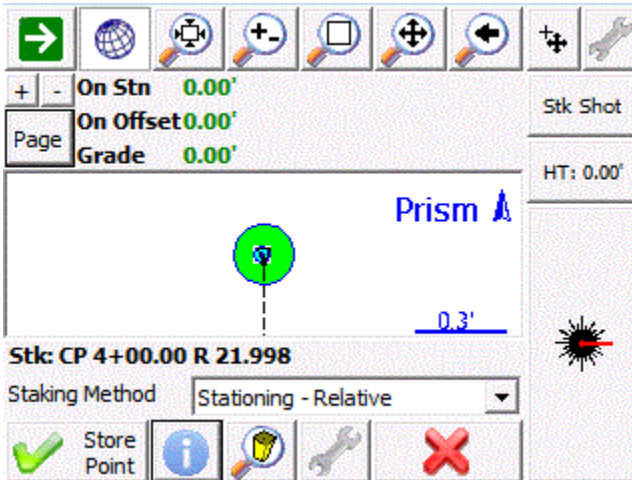 + - On Stn 0.00'
On Offset 0.00'
Page
Grade 0.00'
Stk Shot
HT: 0.00'
Prism
0.3'
Stk: CP 4+00.00 R 21.998
Staking Method Stationing - Relative
Store
Point